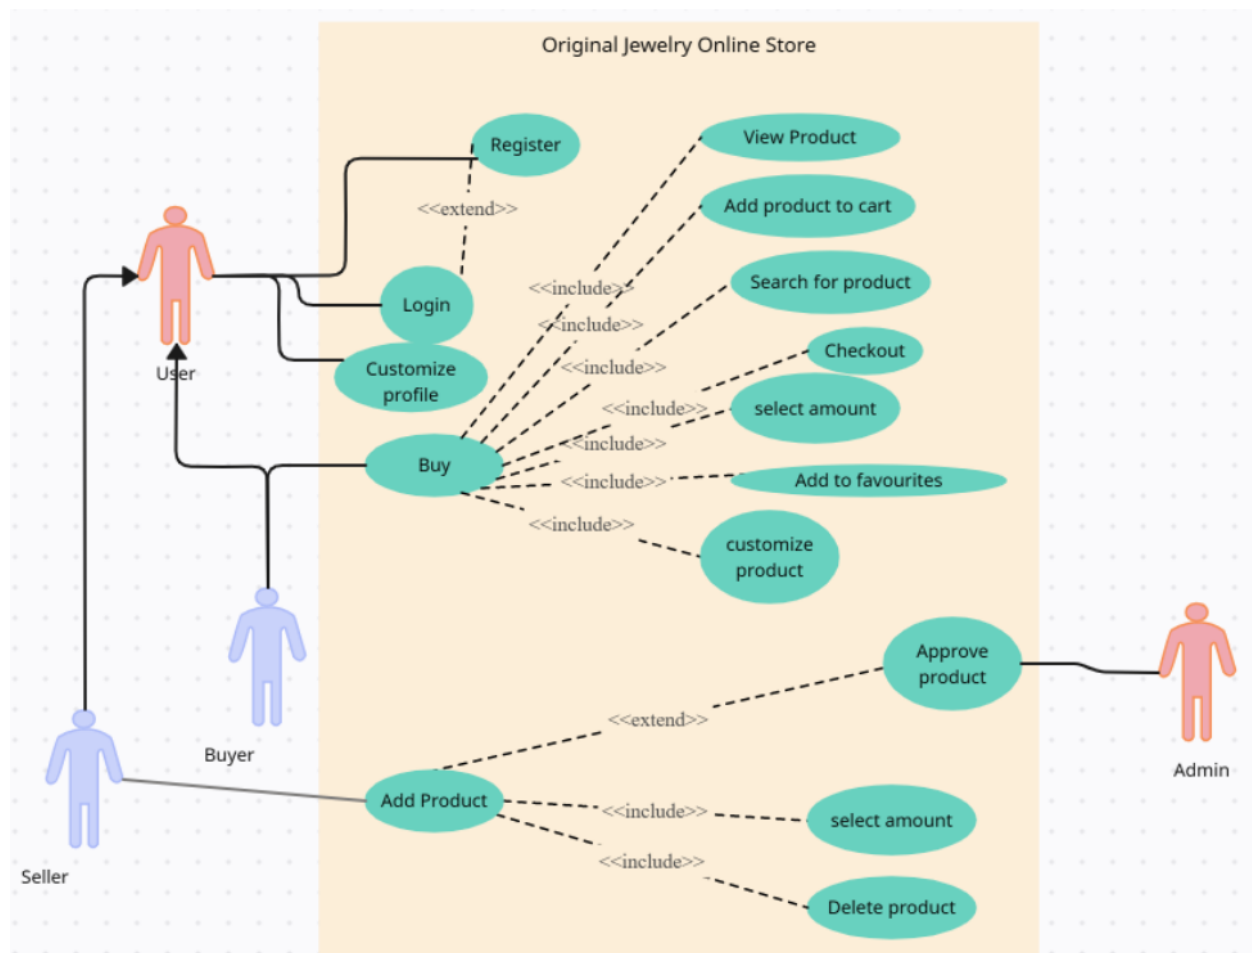 Original Jewelry Online Store
Register
View Product
Add product to cart
<<extend>>
Search for product
<<include>>
Login
<<include>>
Checkout
<<include>>
Customize
profile
User
<<include>>
select amount
<<include>>
Buy
<<include>>
Add to favourites
<<include>>
customize
product
Approve
product
<<extend>>
Buyer
Admin
Add Product
<<include>>
select amount
<<include>>
Seller
Delete product